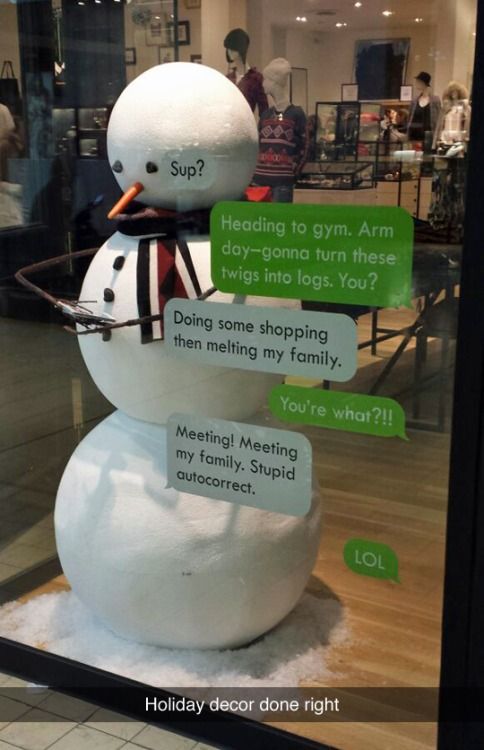 Sup?
Heading to gym. Arm
day—gonna turn these
twigs into logs. You?
Doing some shopping
then melting my family.
You're what?!!
Meeting! Meeting
my family. Stupid
autocorrect.
LOL
Holiday decor done right